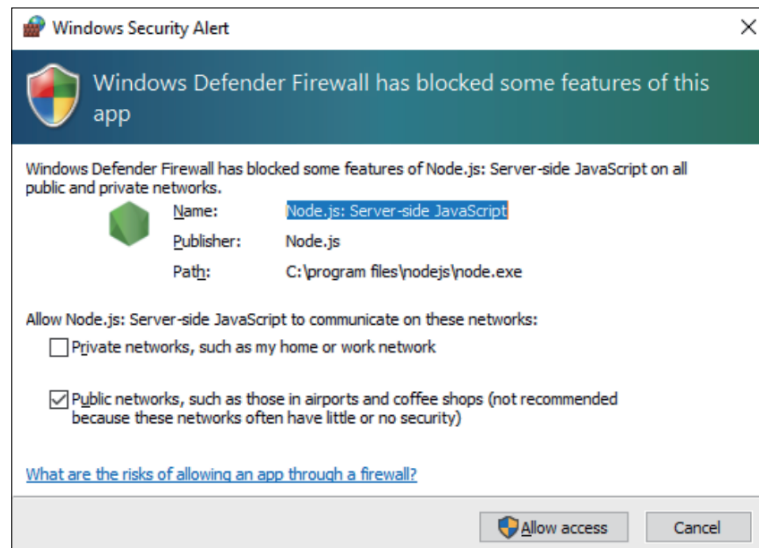 Windows Security Alert
Windows Defender Firewall has blocked some features of this
app
Windows Defender Firewall has blocked some features of Node.js: Server-side JavaScript on all
public and private networks.
Name: Node.js: Server-side JavaScript
Publisher: Node.js
Path: C:\program files\nodejs\node.exe
Allow Node.js: Server-side JavaScript to communicate on these networks:
Private networks, such as my home or work network
Public networks, such as those in airports and coffee shops (not recommended
because these networks often have little or no security)
What are the risks of allowing an app through a firewall?
Allow access Cancel